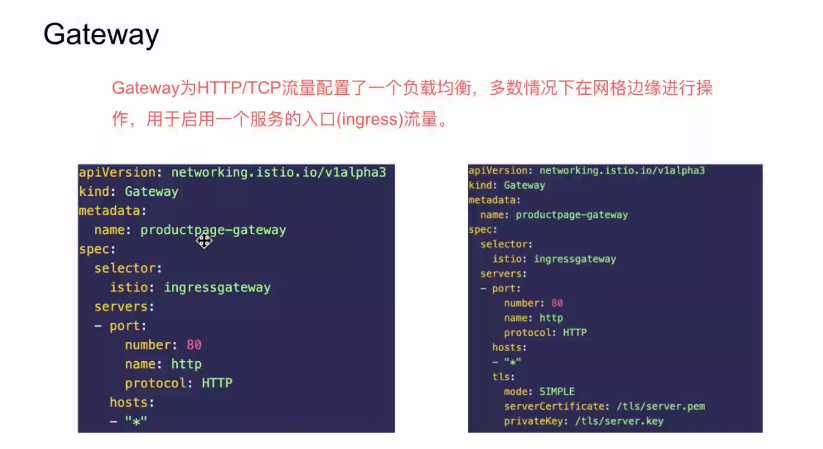 Gateway
Gateway为HTTP/TCP流量配置了一个负载均衡，多数情况下在网格边缘进行操
作，用于启用一个服务的入口(ingress)流量。
apiVersion: networking.istio.io/v1alpha3
kind: Gateway
metadata:
  name: productpage-gateway
spec:
  selector:
    istio: ingressgateway
  servers:
  - port:
      number: 80
      name: http
      protocol: HTTP
    hosts:
    - "*"
apiVersion: networking.istio.io/v1alpha3
kind: Gateway
metadata:
  name: productpage-gateway
spec:
  selector:
    istio: ingressgateway
  servers:
  - port:
      number: 80
      name: http
      protocol: HTTP
    hosts:
    - "*"
    tls:
      mode: SIMPLE
      serverCertificate: /tls/server.pem
      privateKey: /tls/server.key